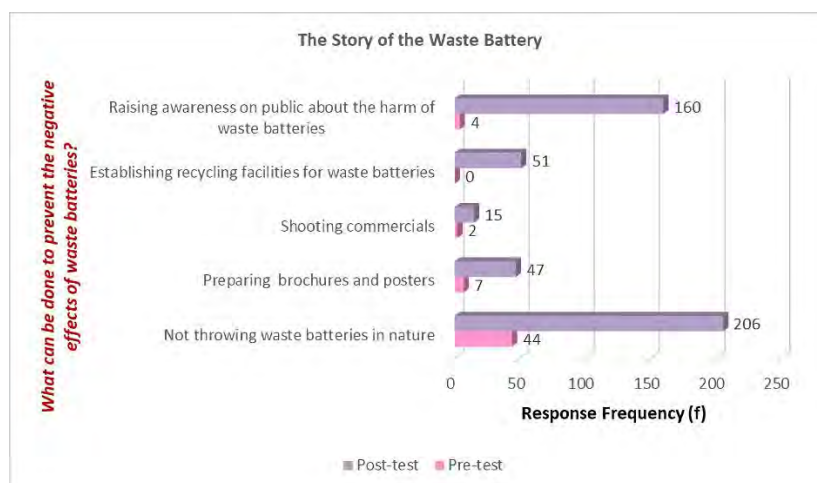 The Story of the Waste Battery
What can be done to prevent the negative
effects of waste batteries?
Raising awareness on public about the harm of
waste batteries
160
4
Establishing recycling facilities for waste batteries
51
0
Shooting commercials
15
2
Preparing brochures and posters
47
7
Not throwing waste batteries in nature
206
44
0 50 100 150 200 250
Response Frequency (f)
Post-test Pre-test